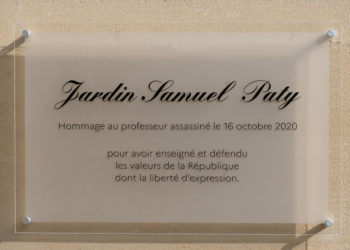 Jardin Samuel Paty
Hommage au professeur assassiné le 16 octobre 2020
pour avoir enseigné et défendu
les valeurs de la République
dont la liberté d'expression.